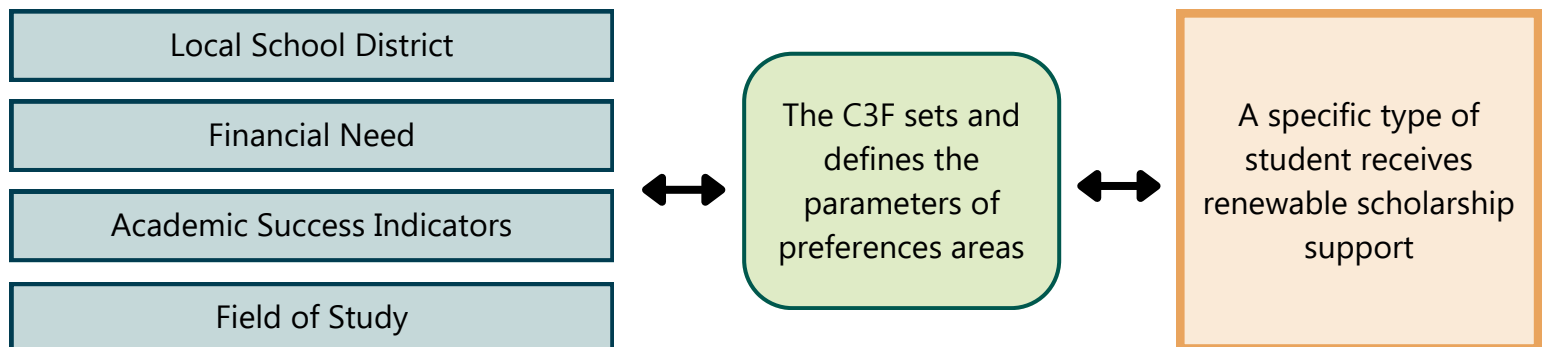 Local School District
Financial Need
Academic Success Indicators
Field of Study
The C3F sets and
defines the
parameters of
preferences areas
A specific type of
student receives
renewable scholarship
support